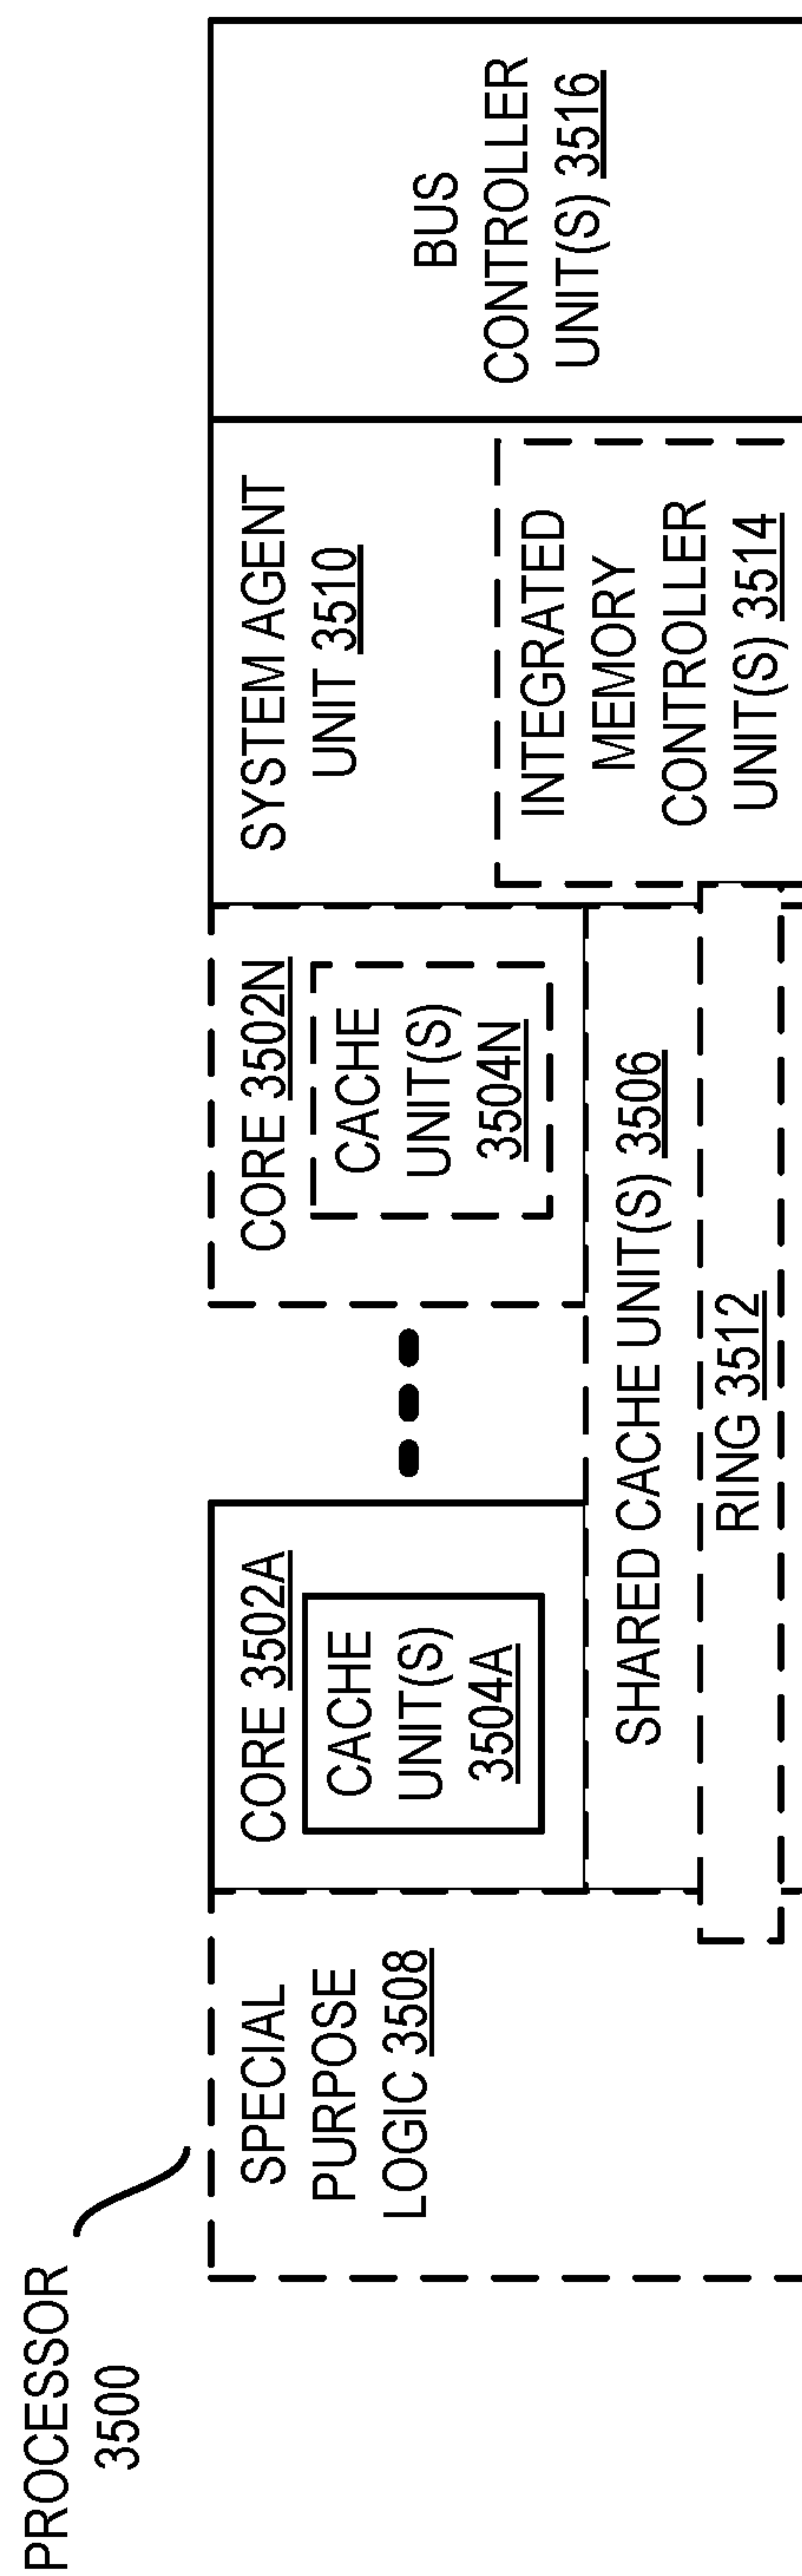 PROCESSOR
3500
SPECIAL
PURPOSE
LOGIC 3508
CORE 3502A
CACHE
UNIT(S)
3504A
CORE 3502N
CACHE
UNIT(S)
3504N
SHARED CACHE UNIT(S) 3506
RING 3512
SYSTEM AGENT
UNIT 3510
INTEGRATED
MEMORY
CONTROLLER
UNIT(S) 3514
BUS
CONTROLLER
UNIT(S) 3516